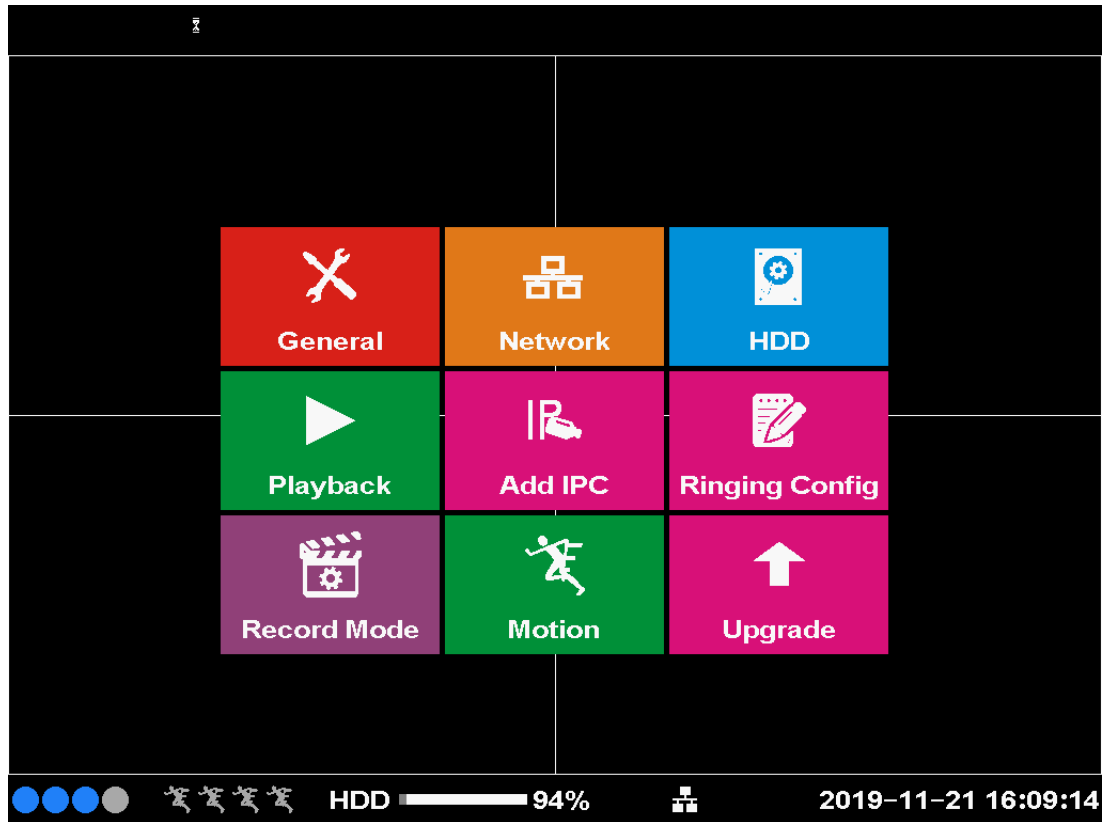 General Network HDD
Playback Add IPC Ringing Config
Record Mode Motion Upgrade
HDD 94% 2019-11-21 16:09:14